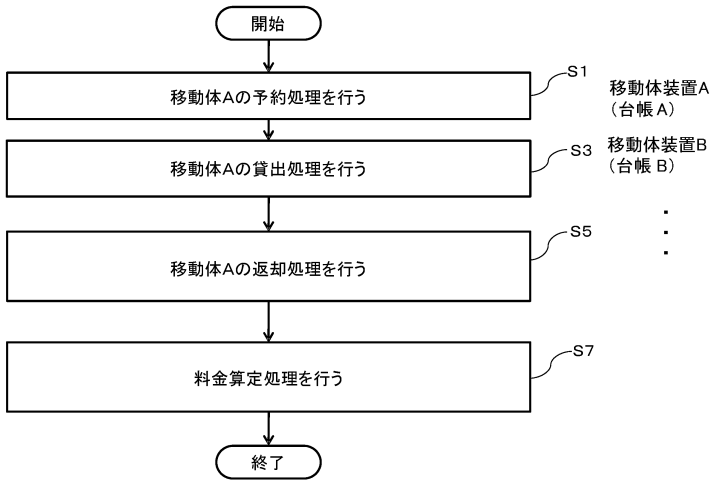 開始
移動体Aの予約処理を行う
S1
移動体装置A
（台帳A）
移動体Aの貸出処理を行う
S3
移動体装置B
（台帳B）
移動体Aの返却処理を行う
S5
料金算定処理を行う
S7
終了